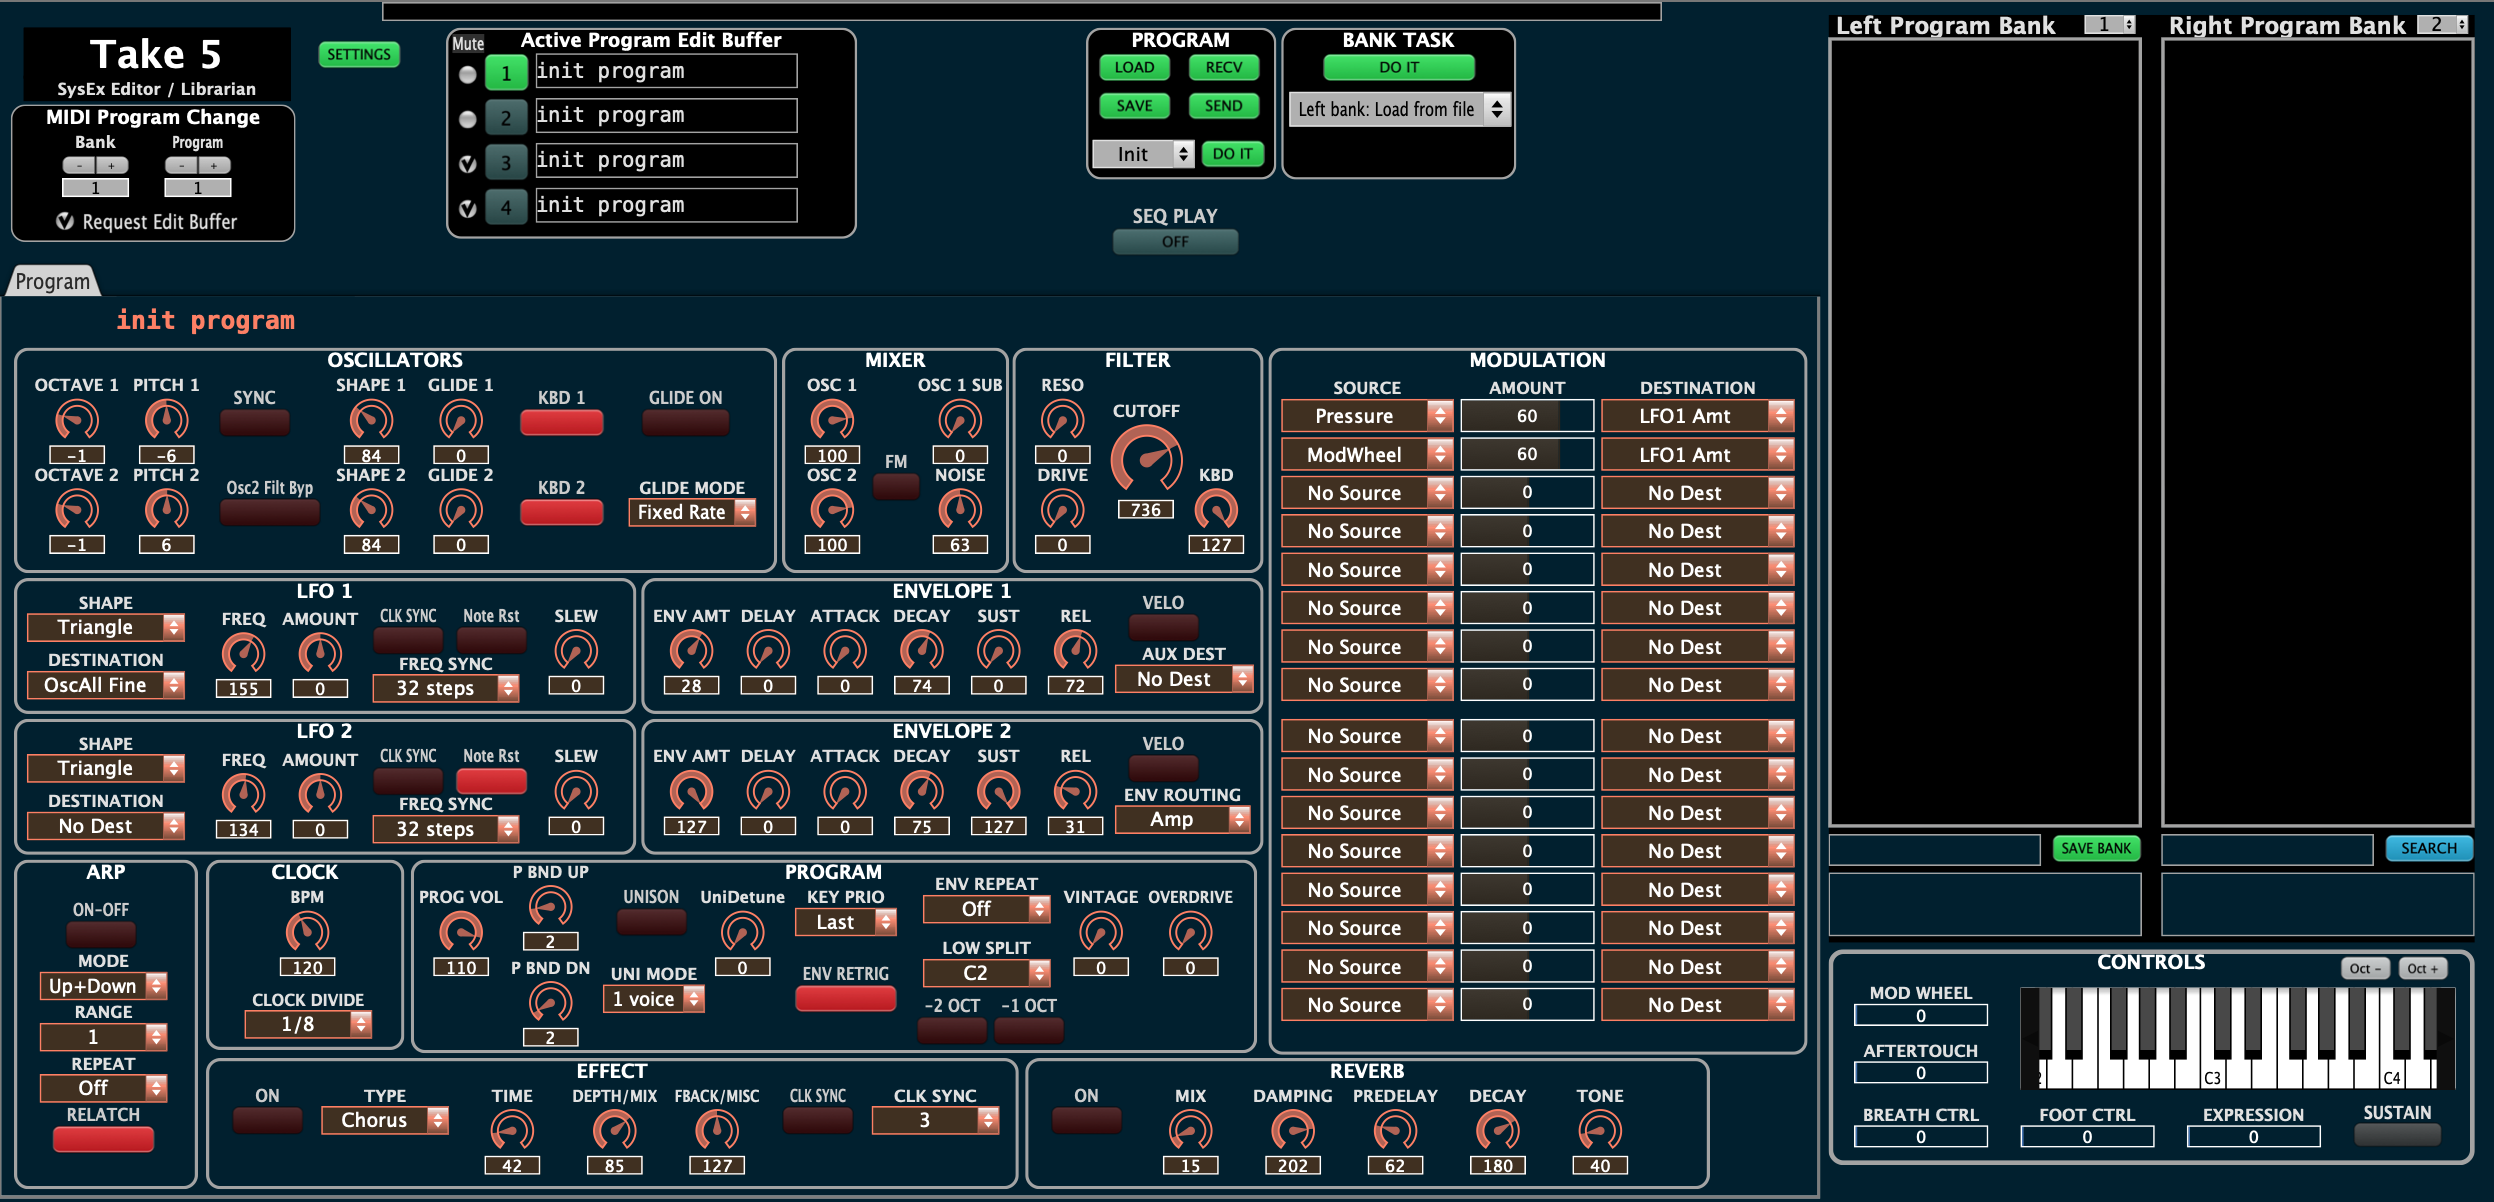 Take 5
SysEx Editor / Librarian
SETTINGS
MIDI Program Change
Bank Program
- + - +
1 1
Request Edit Buffer
Mute Active Program Edit Buffer
1 init program
2 init program
3 init program
4 init program
PROGRAM
LOAD RECV
SAVE SEND
Init DO IT
BANK TASK
DO IT
Left bank: Load from file
SEQ PLAY
OFF
Left Program Bank 1
Right Program Bank 2
Program
init program
OSCILLATORS
OCTAVE 1 PITCH 1 SYNC SHAPE 1 GLIDE 1 KBD 1 GLIDE ON
-1 -6 84 0
OCTAVE 2 PITCH 2 Osc2 Filt Byp SHAPE 2 GLIDE 2 KBD 2 GLIDE MODE
Fixed Rate
-1 6 84 0
MIXER
OSC 1 OSC 1 SUB
100 0
OSC 2 FM NOISE
100 63
FILTER
RESO CUTOFF
0
DRIVE KBD
736
0 127
MODULATION
SOURCE AMOUNT DESTINATION
Pressure 60 LFO1 Amt
ModWheel 60 LFO1 Amt
No Source 0 No Dest
No Source 0 No Dest
No Source 0 No Dest
No Source 0 No Dest
No Source 0 No Dest
No Source 0 No Dest
No Source 0 No Dest
No Source 0 No Dest
No Source 0 No Dest
No Source 0 No Dest
No Source 0 No Dest
No Source 0 No Dest
No Source 0 No Dest
No Source 0 No Dest
LFO 1
SHAPE
Triangle
DESTINATION
OscAll Fine
FREQ AMOUNT CLK SYNC Note Rst SLEW
FREQ SYNC
155 0 32 steps 0
ENVELOPE 1
ENV AMT DELAY ATTACK DECAY SUST REL VELO
28 0 0 74 0 72
AUX DEST
No Dest
LFO 2
SHAPE
Triangle
DESTINATION
No Dest
FREQ AMOUNT CLK SYNC Note Rst SLEW
FREQ SYNC
134 0 32 steps 0
ENVELOPE 2
ENV AMT DELAY ATTACK DECAY SUST REL VELO
127 0 0 75 127 31
ENV ROUTING
Amp
ARP
ON-OFF
MODE
Up+Down
RANGE
1
REPEAT
Off
RELATCH
CLOCK
BPM
120
CLOCK DIVIDE
1/8
PROGRAM
PROG VOL
110
P BND UP
2
P BND DN
2
UNISON
UNI MODE
1 voice
UniDetune
0
KEY PRIO
Last
ENV RETRIG
ENV REPEAT
Off
LOW SPLIT
C2
-2 OCT -1 OCT
VINTAGE OVERDRIVE
0 0
EFFECT
ON TYPE TIME DEPTH/MIX FBACK/MISC CLK SYNC CLK SYNC
Chorus 3
42 85 127
REVERB
ON MIX DAMPING PREDELAY DECAY TONE
15 202 62 180 40
SAVE BANK SEARCH
CONTROLS
Oct - Oct +
MOD WHEEL
0
AFTERTOUCH
0
C3 C4
BREATH CTRL FOOT CTRL EXPRESSION SUSTAIN
0 0 0